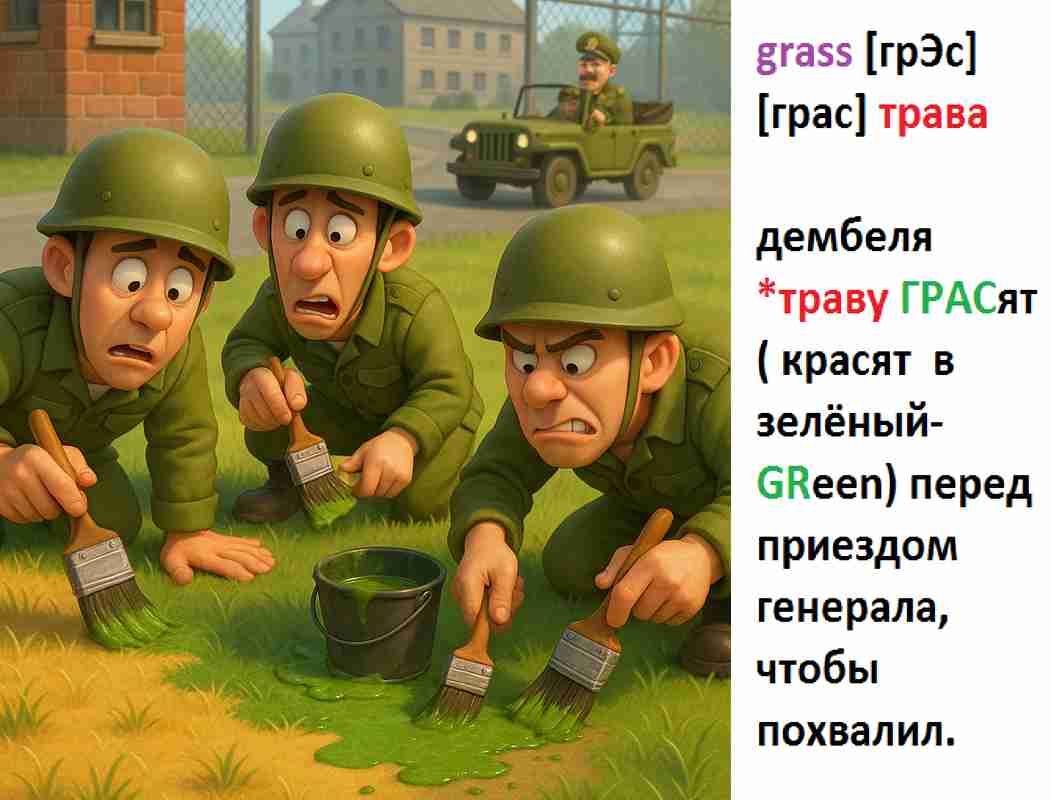 grass [грЭс]
[грас] трава
дембеля
*траву ГРАСят
( красят в
зелёный-
GReen) перед
приездом
генерала,
чтобы
похвалил.